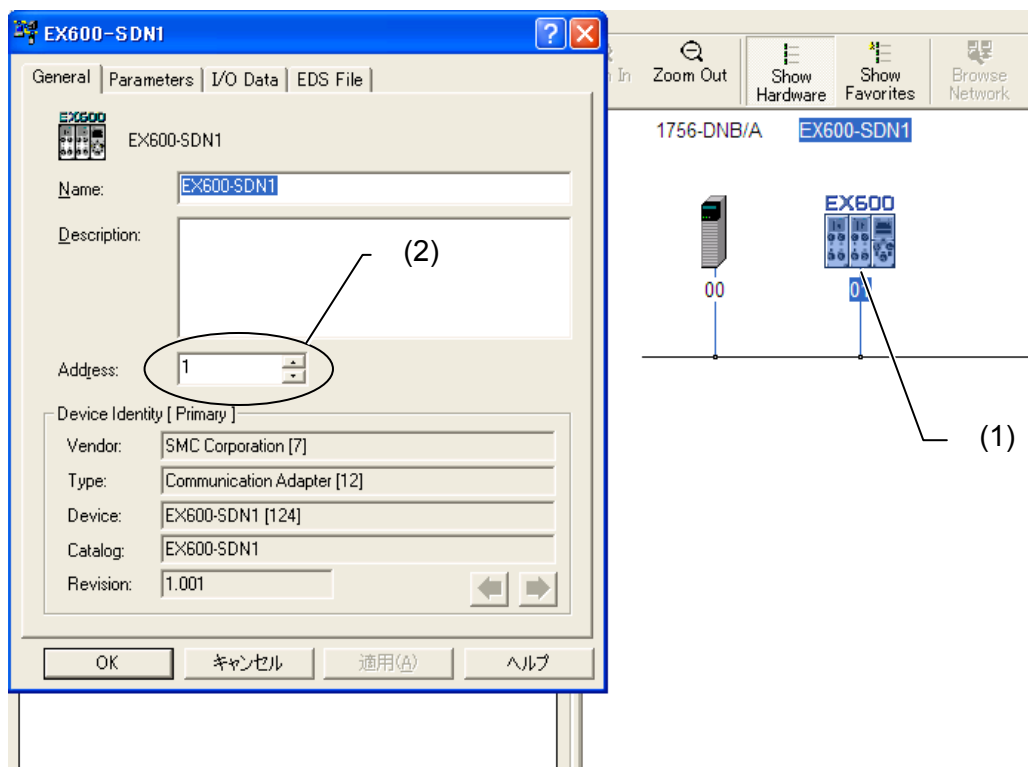 EX600-SDN1
General Parameters I/O Data EDS File
EX600
EX600-SDN1
Name: EX600-SDN1
Description:
(2)
Address: 1
Device Identity [ Primary ]
Vendor: SMC Corporation [7]
Type: Communication Adapter [12]
Device: EX600-SDN1 [124]
Catalog: EX600-SDN1
Revision: 1.001
OK キャンセル 適用(A) ヘルプ
In Zoom Out Show Hardware Show Favorites Browse Network
1756-DNB/A EX600-SDN1
EX600
00 01
(1)